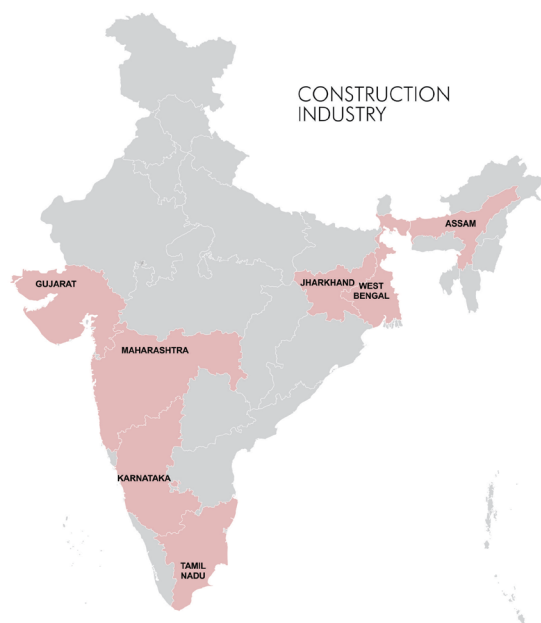 CONSTRUCTION
INDUSTRY
ASSAM
GUJARAT
JHARKHAND
WEST
BENGAL
MAHARASHTRA
KARNATAKA
TAMIL
NADU